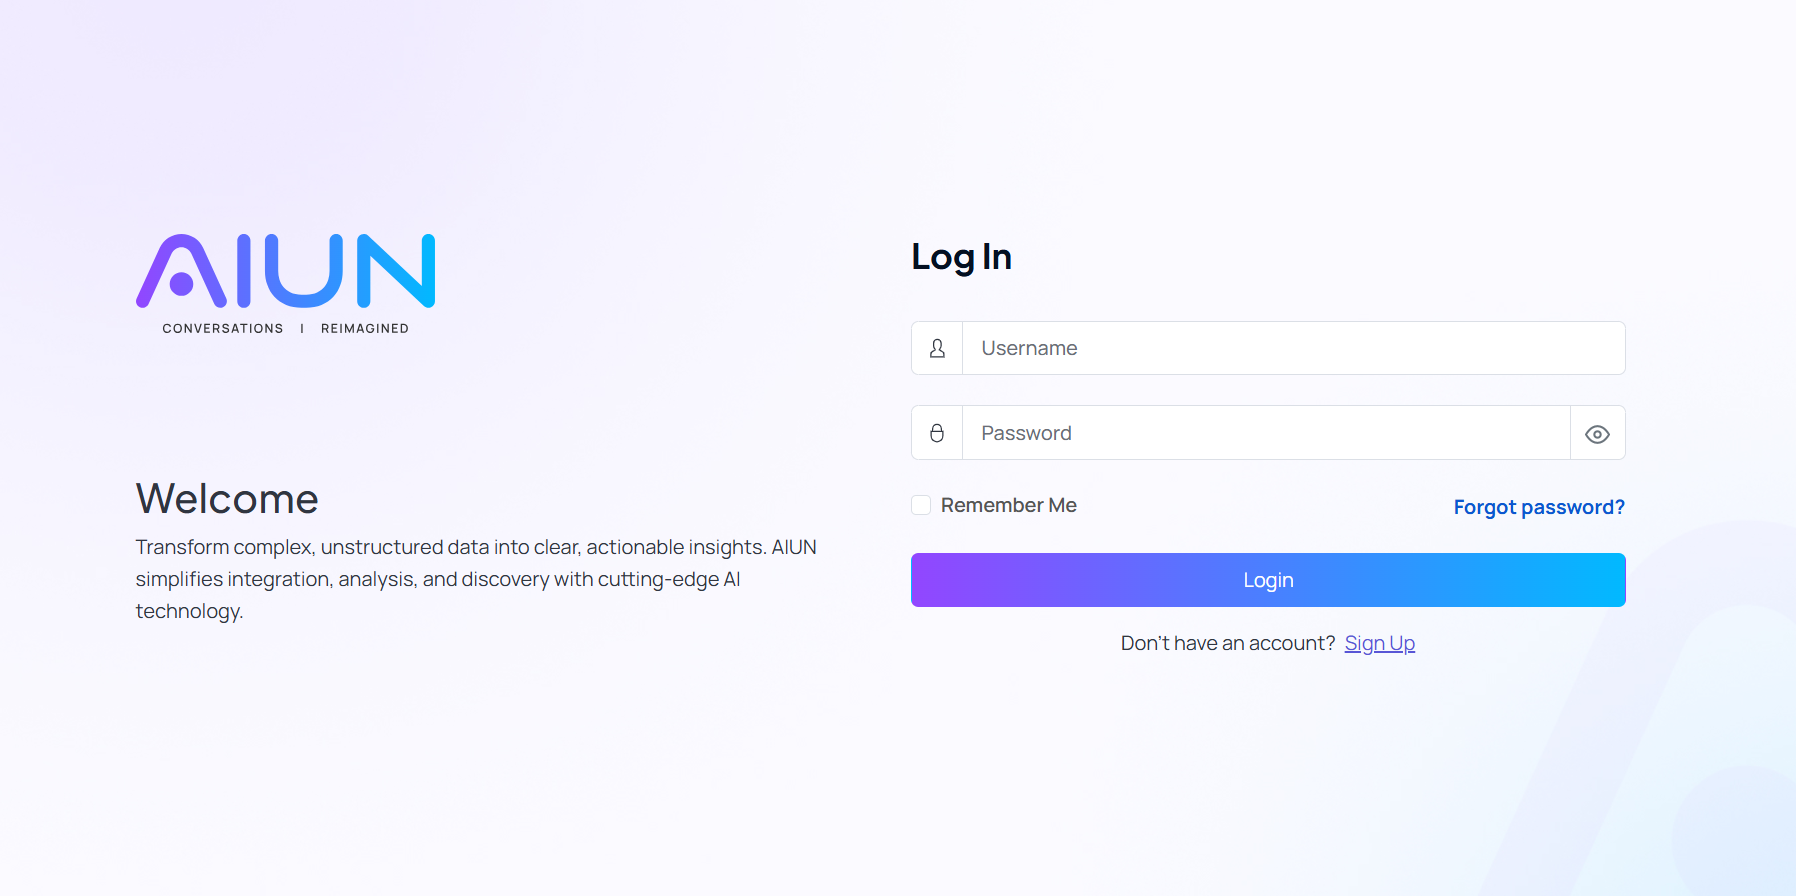 AIUN
CONVERSATIONS | REIMAGINED
Welcome
Transform complex, unstructured data into clear, actionable insights. AIUN
simplifies integration, analysis, and discovery with cutting-edge AI
technology.
Log In
Username
Password
Remember Me
Forgot password?
Login
Don't have an account? Sign Up